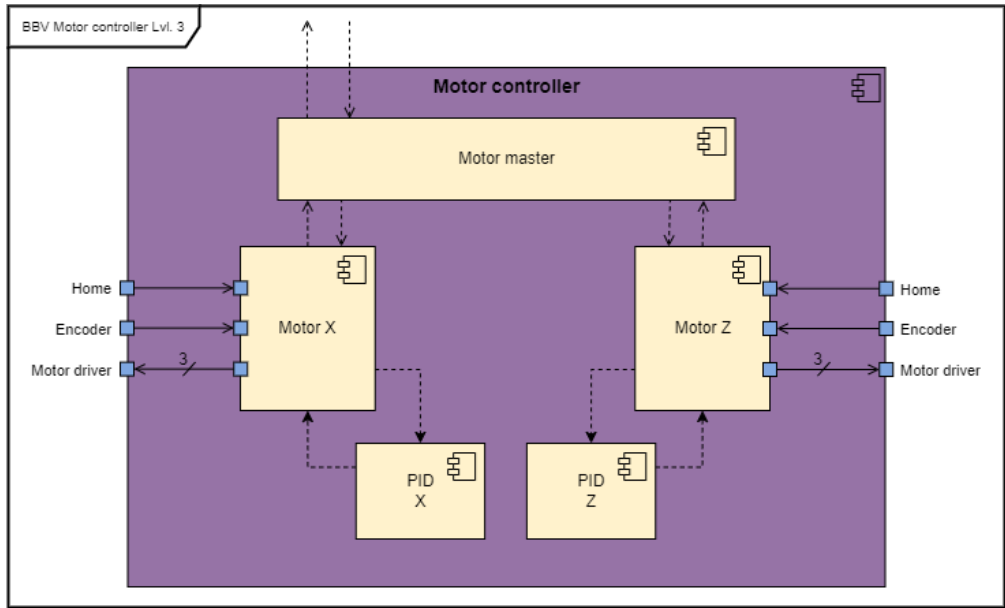 BBV Motor controller Lvl. 3
Motor controller
Motor master
Home
Motor X
Motor Z
Home
Encoder
Encoder
Motor driver
3
3
Motor driver
PID
X
PID
Z